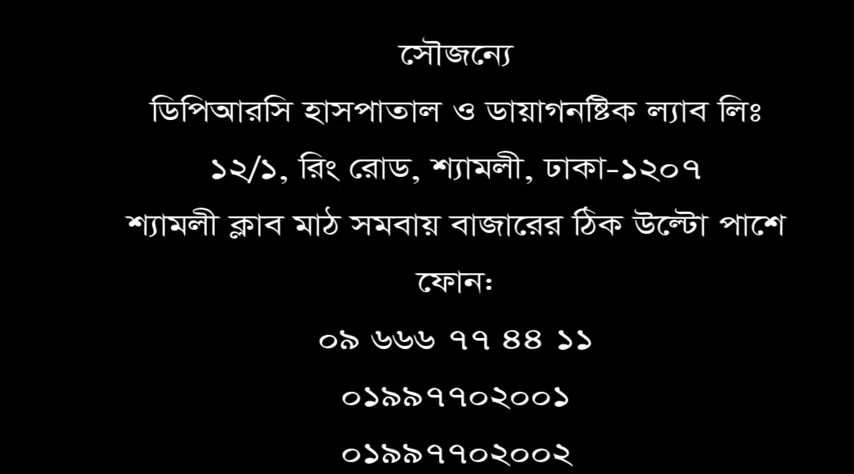 সৌজন্যে
ডিপিআরসি হাসপাতাল ও ডায়াগনষ্টিক ল্যাব লিঃ
১২/১, রিং রোড, শ্যামলী, ঢাকা-১২০৭
শ্যামলী ক্লাব মাঠ সমবায় বাজারের ঠিক উল্টো পাশে
ফোন:
০৯ ৬৬৬ ৭৭ ৪৪ ১১
০১৯৯৭৭০২০০১
০১৯৯৭৭০২০০২